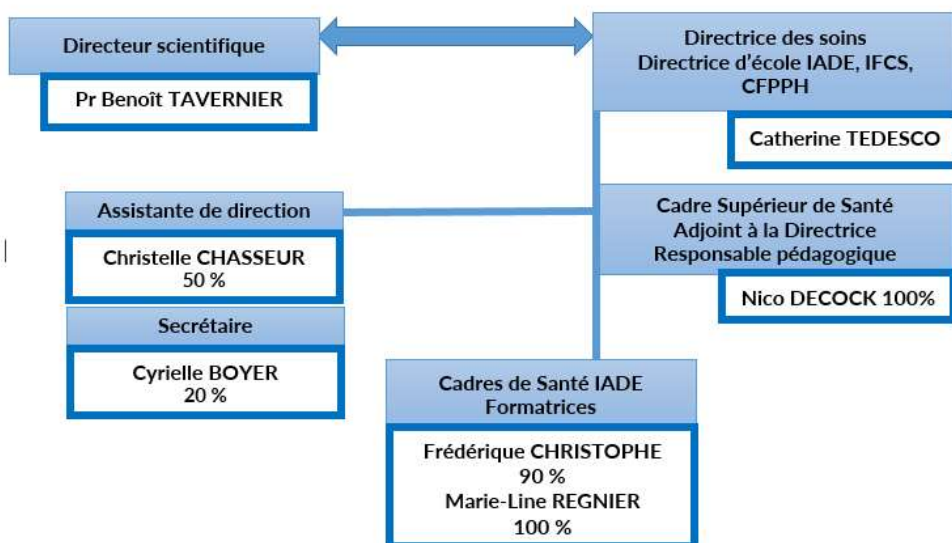 Directeur scientifique
Pr Benoît TAVERNIER
Directrice des soins
Directrice d'école IADE, IFCS,
CFPPH
Catherine TEDESCO
Assistante de direction
Christelle CHASSEUR
50 %
Cadre Supérieur de Santé
Adjoint à la Directrice
Responsable pédagogique
Nico DECOCK 100%
Secrétaire
Cyrielle BOYER
20 %
Cadres de Santé IADE
Formatrices
Frédérique CHRISTOPHE
90 %
Marie-Line REGNIER
100 %